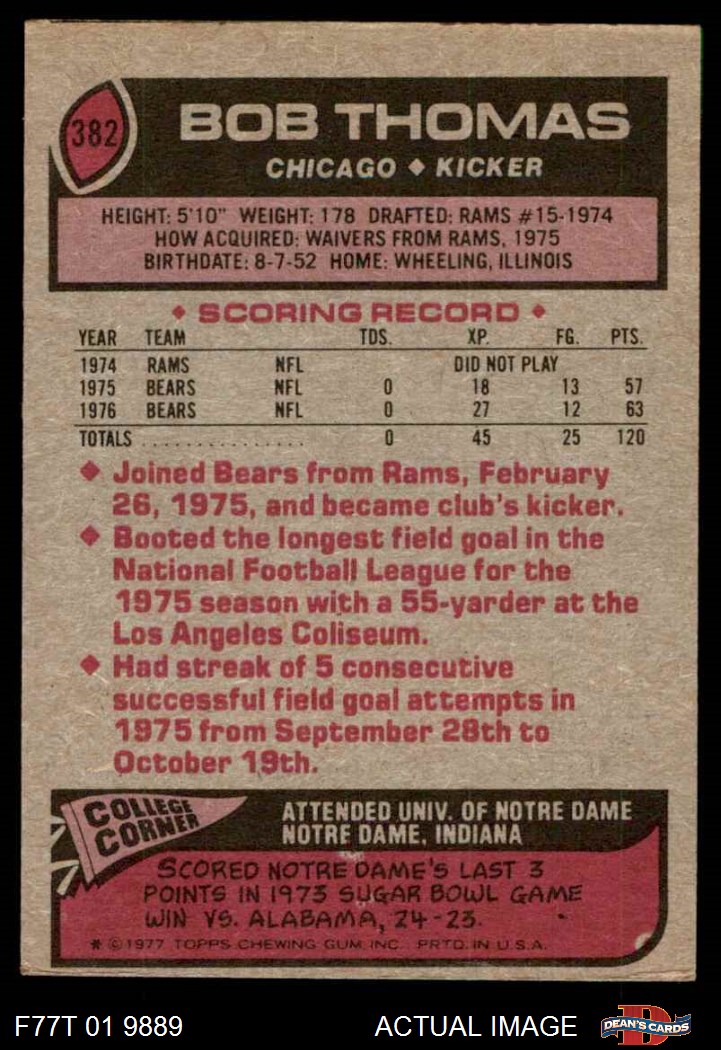 382
BOB THOMAS
CHICAGO ♦ KICKER
HEIGHT: 5'10" WEIGHT: 178 DRAFTED: RAMS #15-1974
HOW ACQUIRED: WAIVERS FROM RAMS, 1975
BIRTHDATE: 8-7-52 HOME: WHEELING, ILLINOIS
♦ SCORING RECORD ♦
YEAR TEAM TDS. XP. FG. PTS.
1974 RAMS NFL DID NOT PLAY
1975 BEARS NFL 0 18 13 57
1976 BEARS NFL 0 27 12 63
TOTALS . . . . . . . . . . . . . . . 0 45 25 120
♦ Joined Bears from Rams, February
26, 1975, and became club's kicker.
♦ Booted the longest field goal in the
National Football League for the
1975 season with a 55-yarder at the
Los Angeles Coliseum.
♦ Had streak of 5 consecutive
successful field goal attempts in
1975 from September 28th to
October 19th.
COLLEGE
CORNER
ATTENDED UNIV. OF NOTRE DAME
NOTRE DAME, INDIANA
SCORED NOTRE DAME'S LAST 3
POINTS IN 1973 SUGAR BOWL GAME
WIN VS. ALABAMA, 24-23.
* © 1977 TOPPS CHEWING GUM, INC. PRTD. IN U.S.A.
F77T 01 9889 ACTUAL IMAGE
D
DEAN'S CARDS